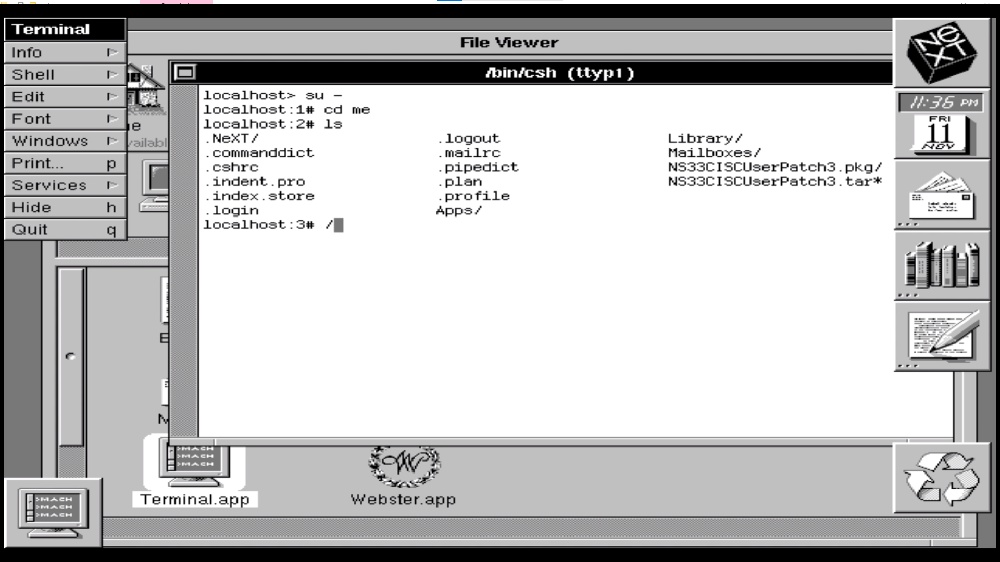 Terminal
Info
Shell
Edit
Font
Windows
Print... p
Services
Hide h
Quit q
File Viewer
/bin/csh (ttyp1)
localhost> su -
localhost:1# cd me
localhost:2# ls
.NeXT/ .logout Library/
.commanddict .mailrc Mailboxes/
.cshrc .pipedict NS33CISCUserPatch3.pkg/
.indent.pro .plan NS33CISCUserPatch3.tar*
.index.store .profile
.login Apps/
localhost:3# /
NeXT
11:36 PM
FRI
11
NOV
>MACH
>MACH
>MACH
W
Terminal.app
Webster.app
>MACH
>MACH
>MACH